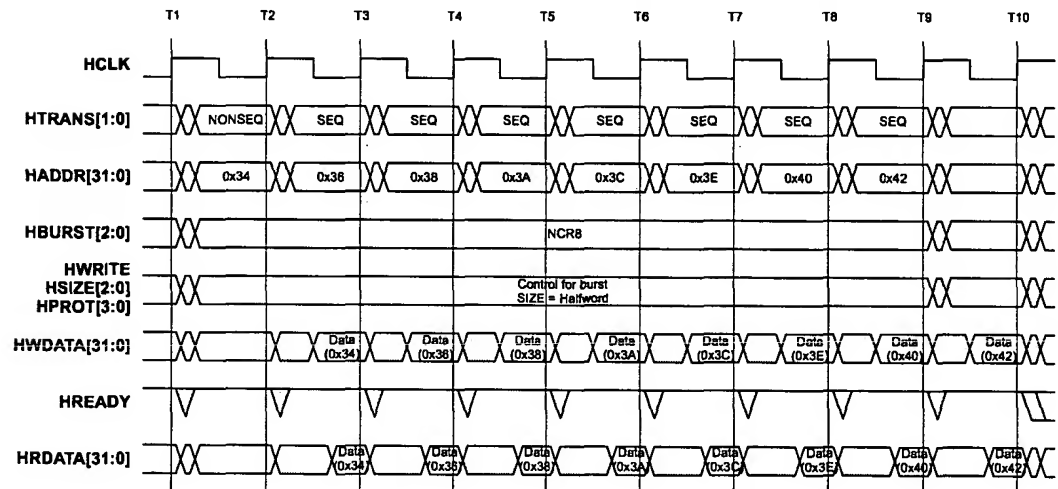 T1 T2 T3 T4 T5 T6 T7 T8 T9 T10
HCLK
HTRANS[1:0] NONSEQ SEQ SEQ SEQ SEQ SEQ SEQ SEQ
HADDR[31:0] 0x34 0x36 0x38 0x3A 0x3C 0x3E 0x40 0x42
HBURST[2:0] NCR8
HWRITE
HSIZE[2:0]
HPROT[3:0]
Control for burst
SIZE = Halfword
HWDATA[31:0]
Data Data Data Data Data Data Data Data
(0x34) (0x36) (0x38) (0x3A) (0x3C) (0x3E) (0x40) (0x42)
HREADY
HRDATA[31:0]
Data Data Data Data Data Data Data Data
(0x34) (0x36) (0x38) (0x3A) (0x3C) (0x3E) (0x40) (0x42)